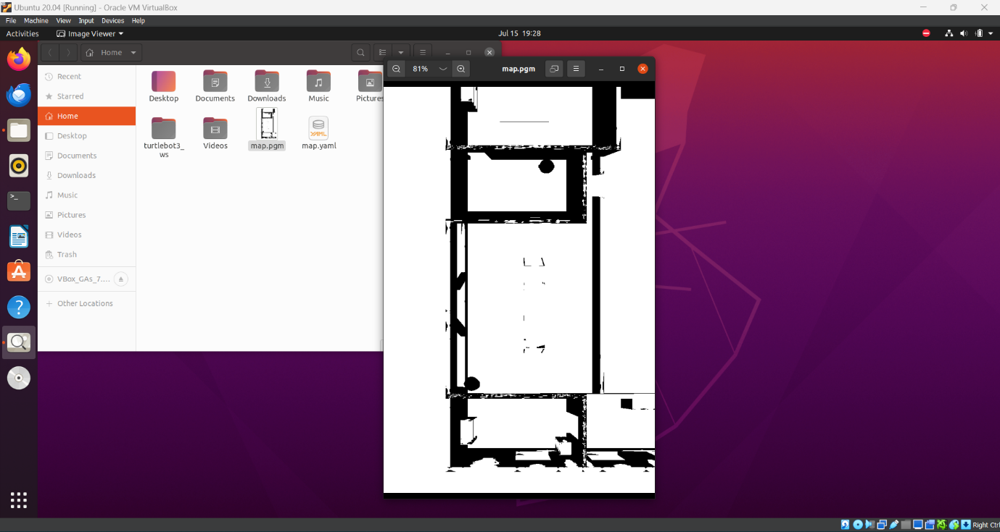 Ubuntu 20.04 [Running] - Oracle VM VirtualBox
File Machine View Input Devices Help
Activities Image Viewer Jul 15 19:28
Home
81% map.pgm
Recent
Starred
Home
Desktop
Documents
Downloads
Music
Pictures
Videos
Trash
VBox_GAs_7....
Other Locations
Desktop Documents Downloads Music Pictures
turtlebot3_
ws
Videos map.pgm map.yaml
YAML
Right Ctrl